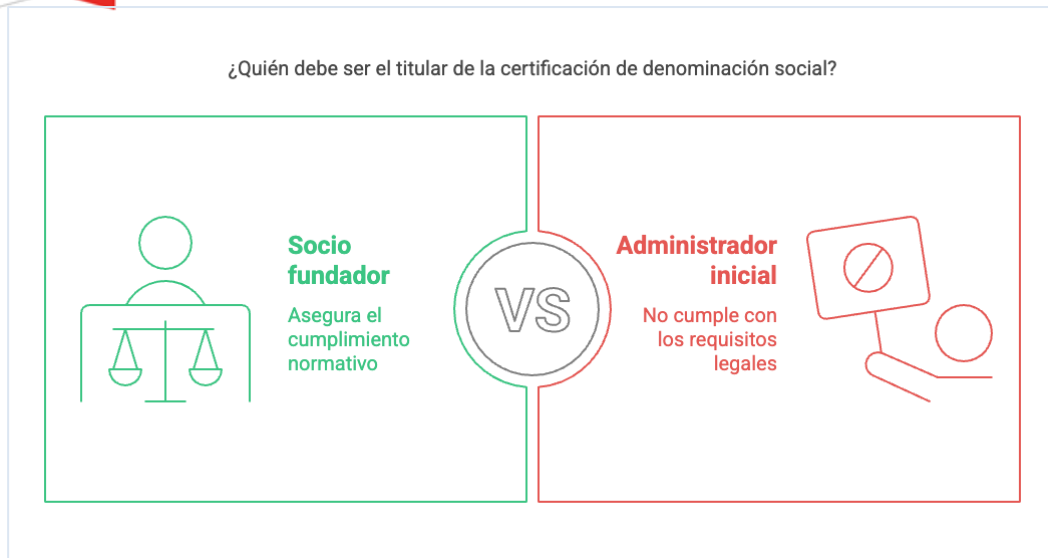 ¿Quién debe ser el titular de la certificación de denominación social?
Socio
fundador
Asegura el
cumplimiento
normativo
VS
Administrador
inicial
No cumple con
los requisitos
legales